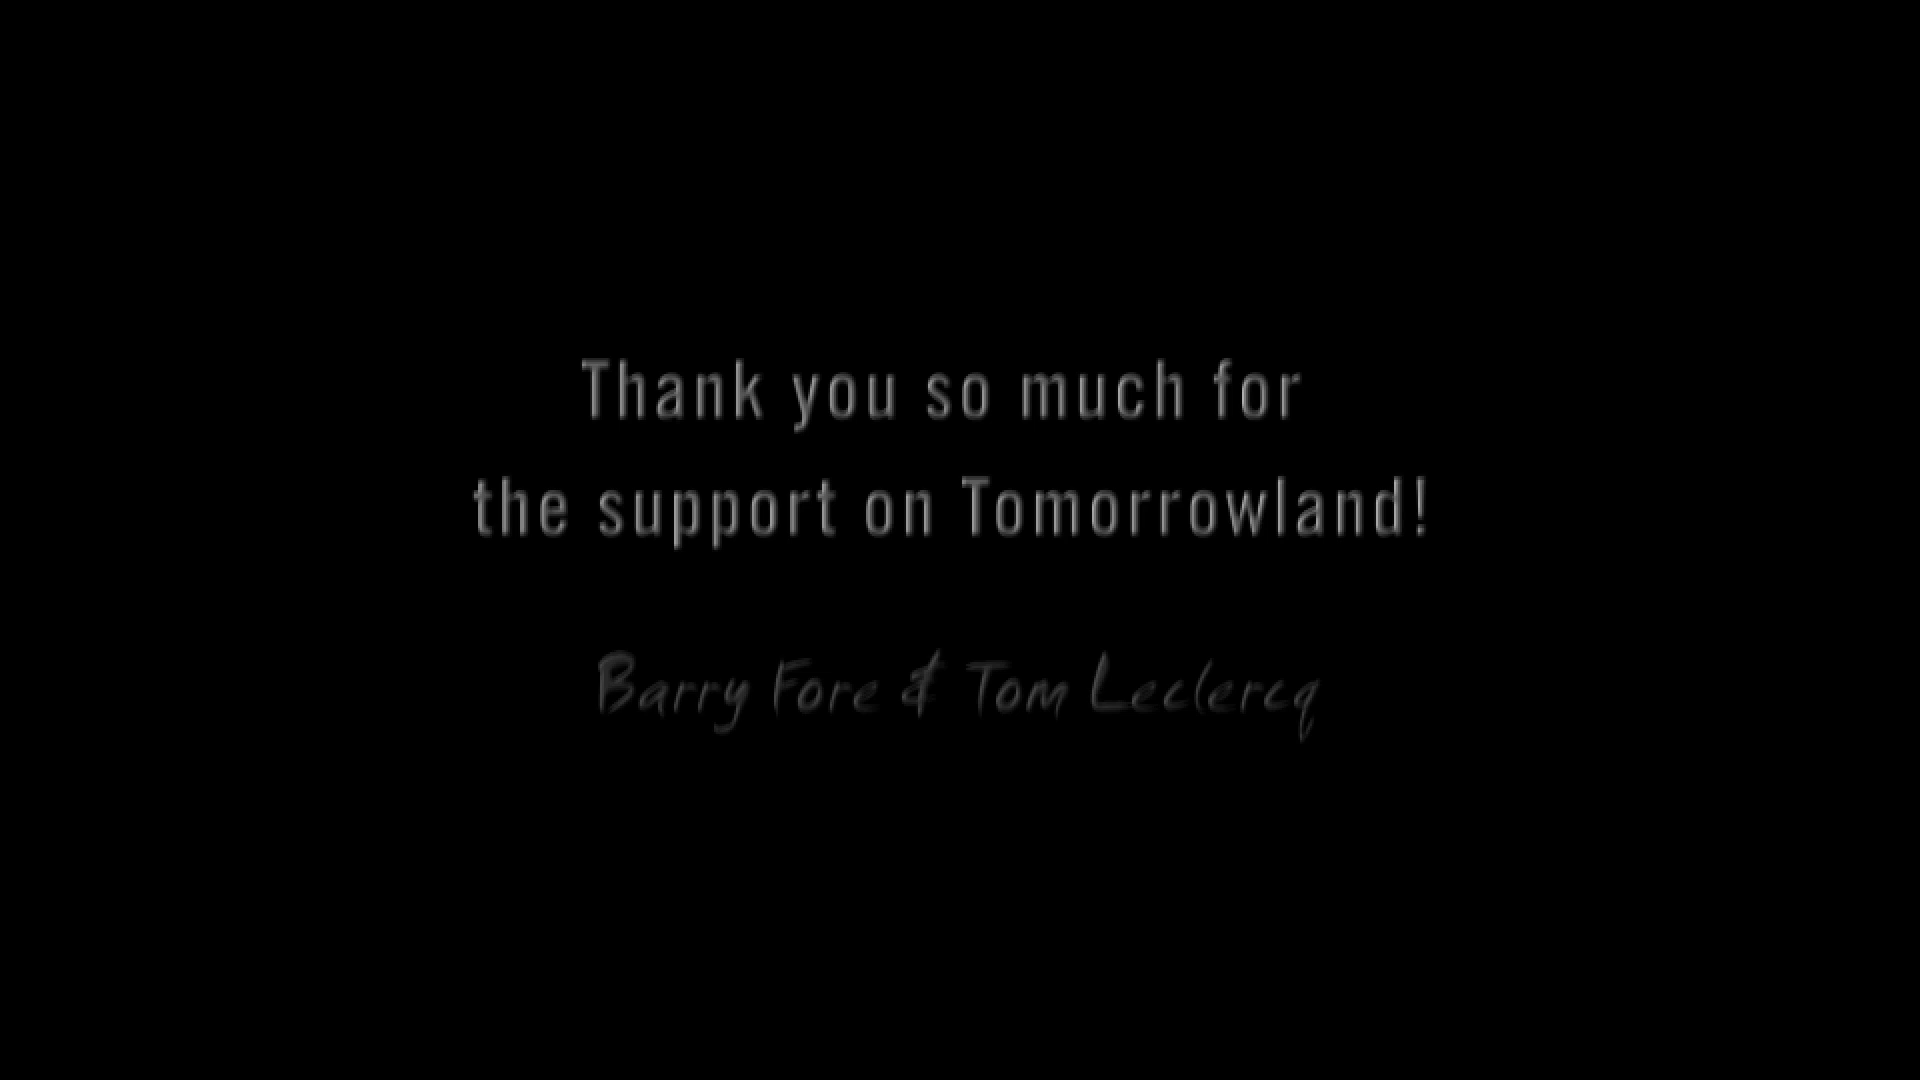 Thank you so much for
the support on Tomorrowland!
Barry Fore & Tom Leclercq